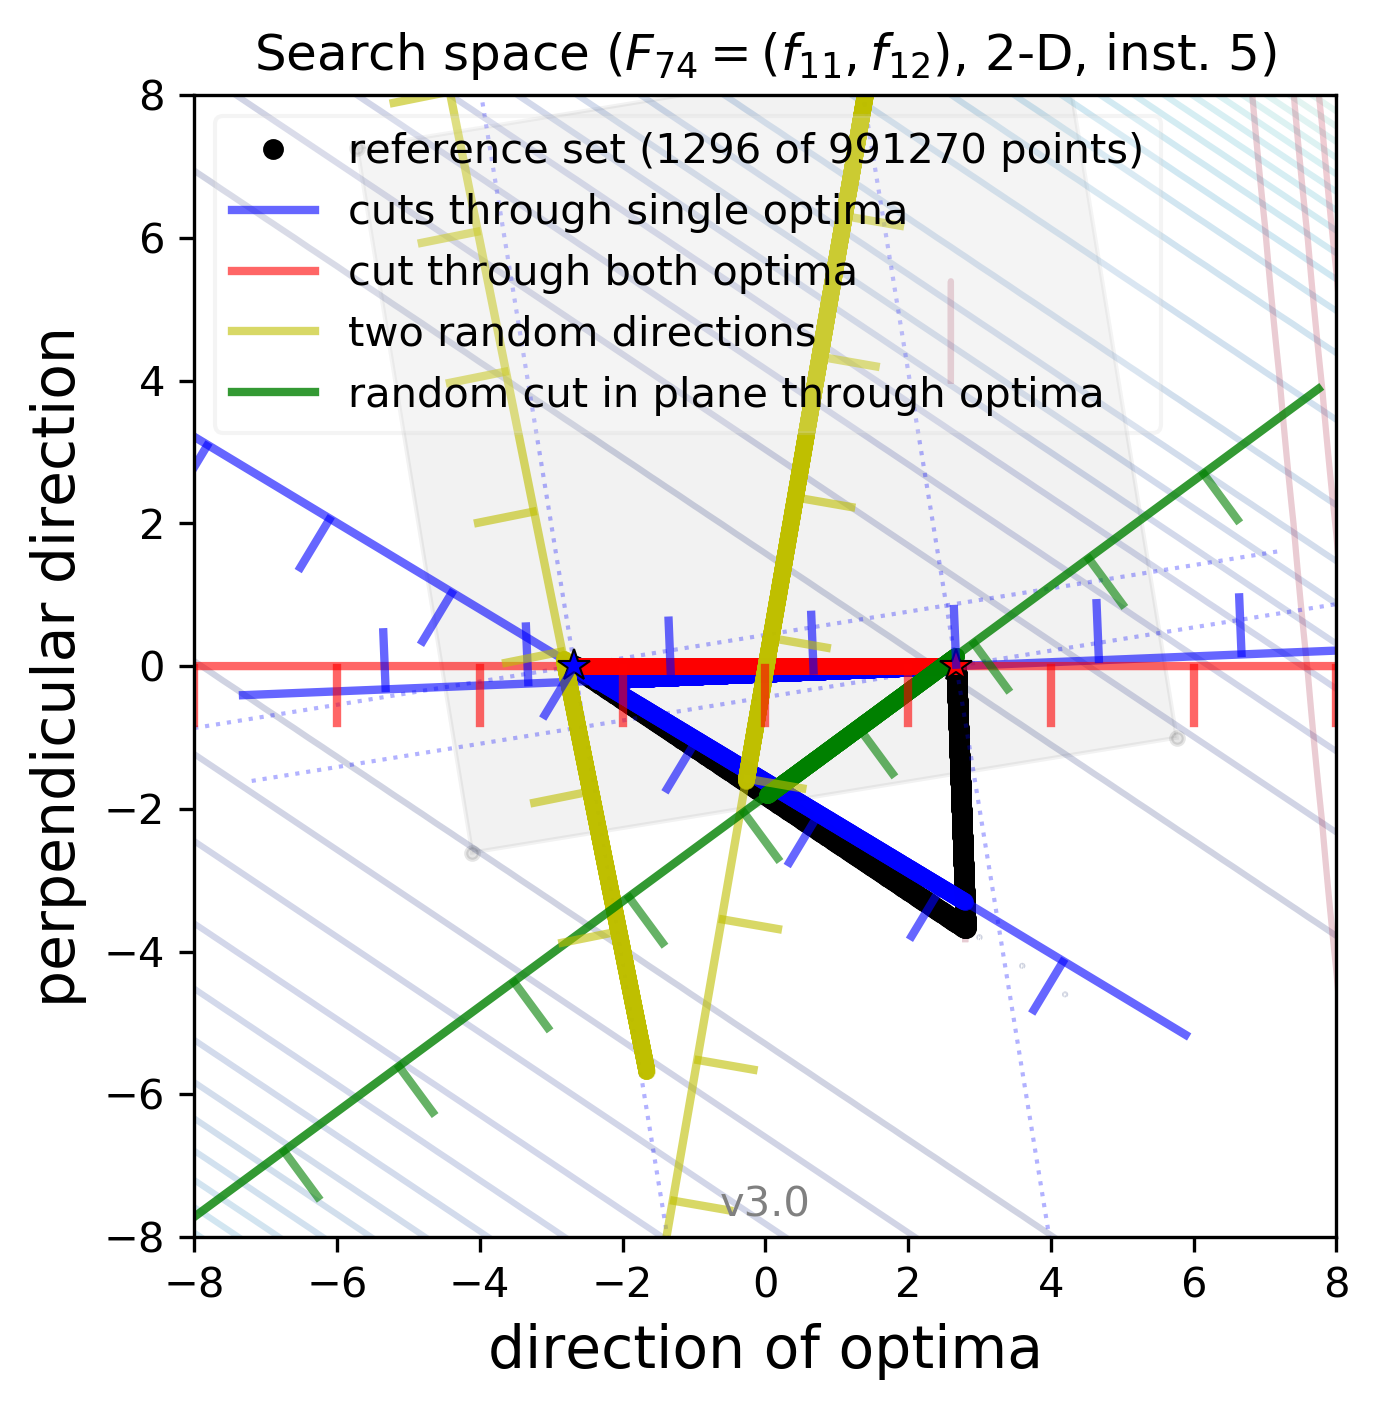 Search space (F₇₄ = (f₁₁, f₁₂), 2-D, inst. 5)
reference set (1296 of 991270 points)
cuts through single optima
cut through both optima
two random directions
random cut in plane through optima
perpendicular direction
8
6
4
2
0
−2
−4
−6
−8
v3.0
−8 −6 −4 −2 0 2 4 6 8
direction of optima